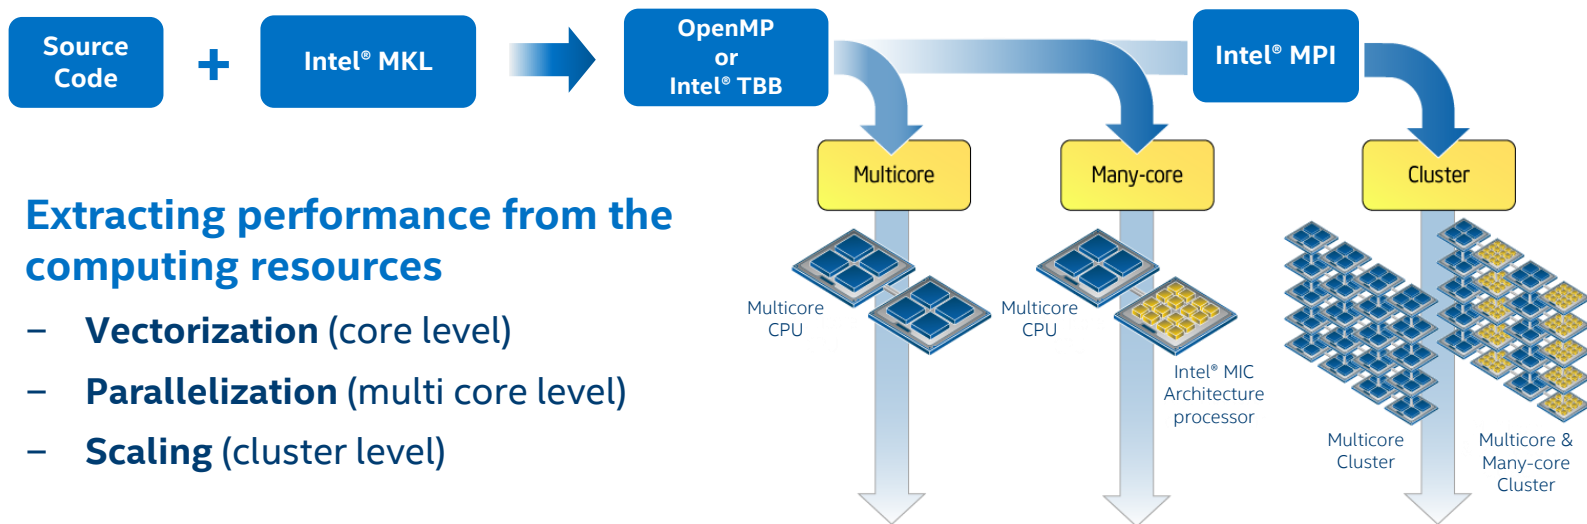 Source
Code
+
Intel® MKL
OpenMP
or
Intel® TBB
Intel® MPI
Multicore
Many-core
Cluster
Extracting performance from the
computing resources
– Vectorization (core level)
– Parallelization (multi core level)
– Scaling (cluster level)
Multicore
CPU
Multicore
CPU
Intel® MIC
Architecture
processor
Multicore
Cluster
Multicore &
Many-core
Cluster